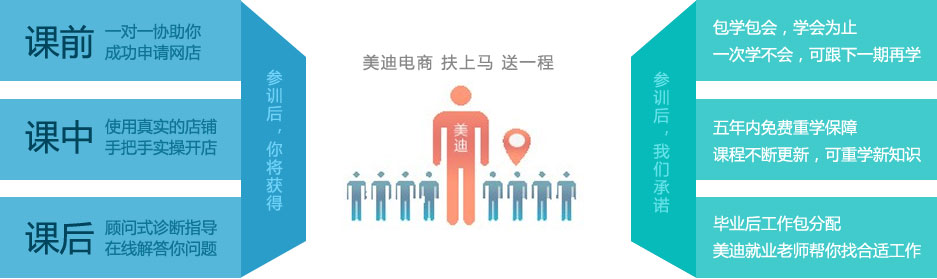 课前
一对一协助你
成功申请网店
课中
使用真实的店铺
手把手实操开店
课后
顾问式诊断指导
在线解答你问题
参训后，你将获得
美迪电商 扶上马 送一程
美迪
参训后，我们承诺
包学包会，学会为止
一次学不会，可跟下一期再学
五年内免费重学保障
课程不断更新，可重学新知识
毕业后工作包分配
美迪就业老师帮你找合适工作